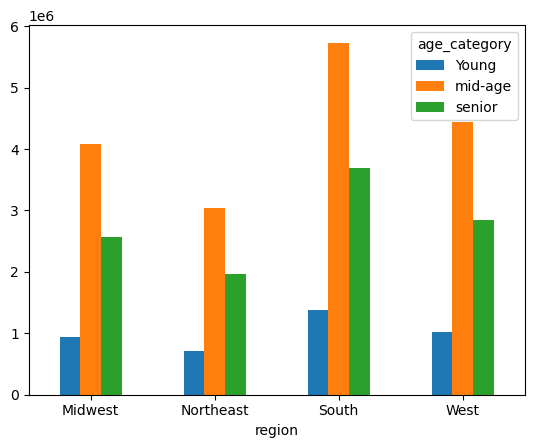 1e6
6
5
4
3
2
1
0
age_category
Young
mid-age
senior
Midwest Northeast South West
region